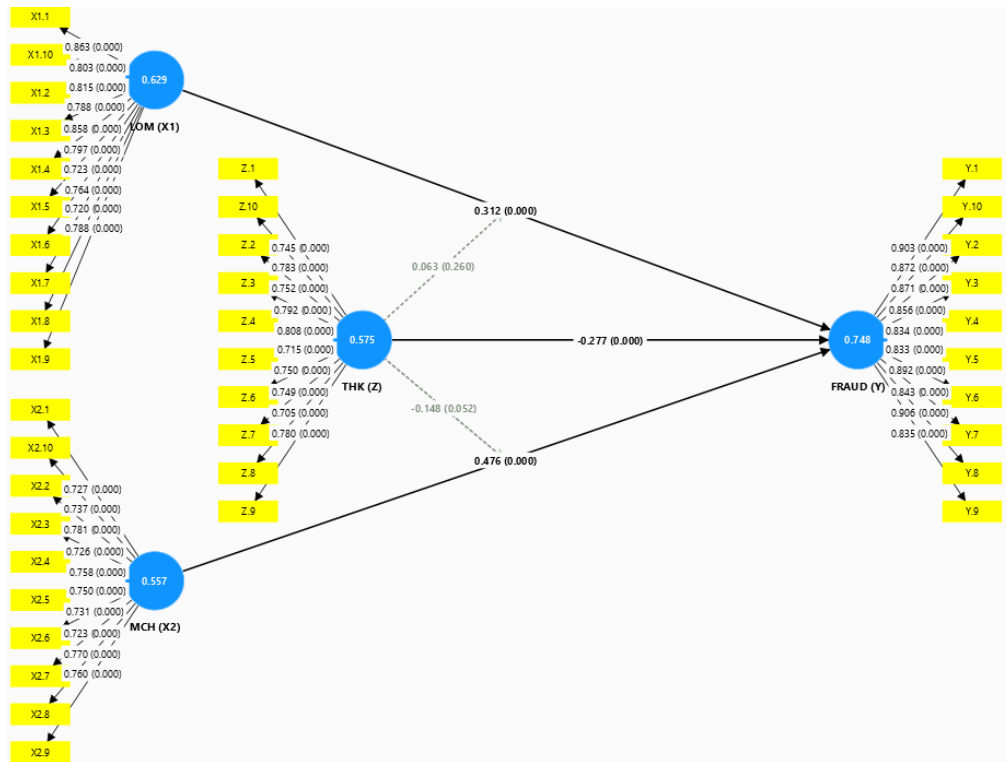 X1.1
X1.10
X1.2
X1.3
X1.4
X1.5
X1.6
X1.7
X1.8
X1.9
0.863 (0.000)
0.803 (0.000)
0.815 (0.000)
0.788 (0.000)
0.858 (0.000)
0.797 (0.000)
0.723 (0.000)
0.764 (0.000)
0.720 (0.000)
0.788 (0.000)
0.629
LOM (X1)
Z.1
Z.10
Z.2
Z.3
Z.4
Z.5
Z.6
Z.7
Z.8
Z.9
0.745 (0.000)
0.783 (0.000)
0.752 (0.000)
0.792 (0.000)
0.808 (0.000)
0.715 (0.000)
0.750 (0.000)
0.749 (0.000)
0.705 (0.000)
0.780 (0.000)
0.575
THK (Z)
0.312 (0.000)
0.063 (0.260)
-0.277 (0.000)
-0.148 (0.052)
0.476 (0.000)
0.748
FRAUD (Y)
0.903 (0.000)
0.872 (0.000)
0.871 (0.000)
0.856 (0.000)
0.834 (0.000)
0.833 (0.000)
0.892 (0.000)
0.843 (0.000)
0.906 (0.000)
0.835 (0.000)
Y.1
Y.10
Y.2
Y.3
Y.4
Y.5
Y.6
Y.7
Y.8
Y.9
X2.1
X2.10
X2.2
X2.3
X2.4
X2.5
X2.6
X2.7
X2.8
X2.9
0.727 (0.000)
0.737 (0.000)
0.781 (0.000)
0.726 (0.000)
0.758 (0.000)
0.750 (0.000)
0.731 (0.000)
0.723 (0.000)
0.770 (0.000)
0.760 (0.000)
0.557
MCH (X2)